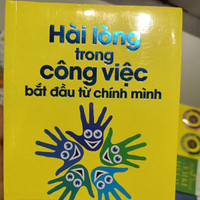 Hài lòng
trong
công việc
bắt đầu từ chính mình